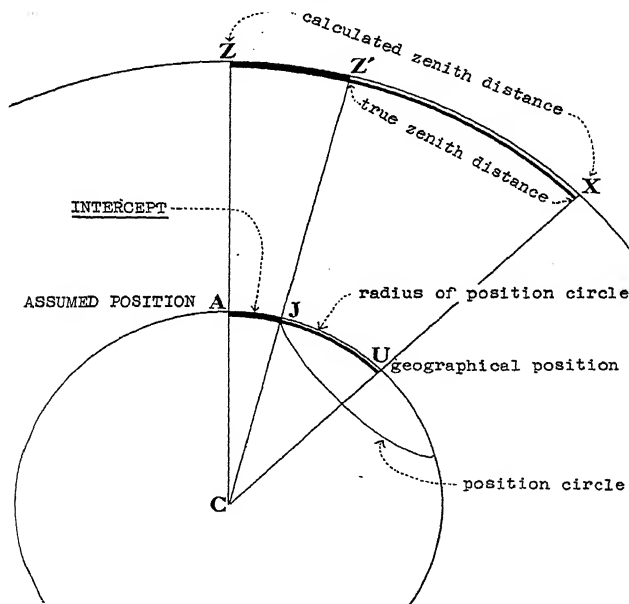 calculated zenith distance
Z
Z'
true zenith distance
X
INTERCEPT
ASSUMED POSITION
A
J
radius of position circle
U
geographical position
C
position circle